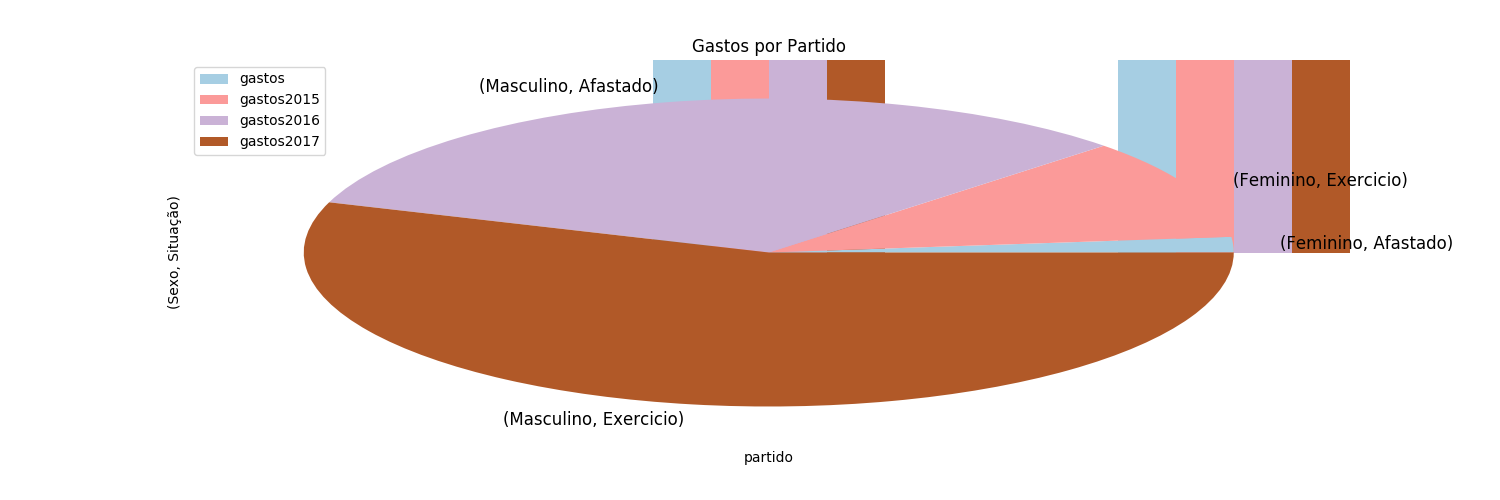 Gastos por Partido
gastos
gastos2015
gastos2016
gastos2017
(Masculino, Afastado)
(Feminino, Exercicio)
(Feminino, Afastado)
(Sexo, Situação)
(Masculino, Exercicio)
partido